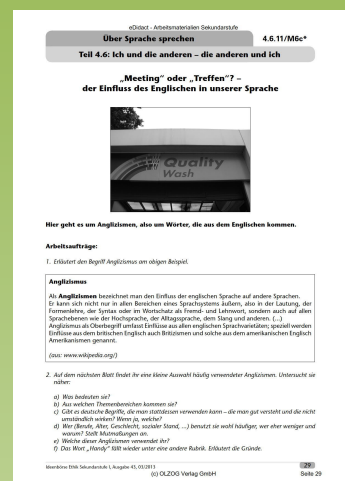 eDidact - Arbeitsmaterialien Sekundarstufe
Über Sprache sprechen 4.6.11/M6c*
Teil 4.6: Ich und die anderen – die anderen und ich
„Meeting“ oder „Treffen“? –
der Einfluss des Englischen in unserer Sprache
Quality
Wash
Hier geht es um Anglizismen, also um Wörter, die aus dem Englischen kommen.
Arbeitsaufträge:
1. Erläutert den Begriff Anglizismus am obigen Beispiel.
Anglizismus
Als Anglizismen bezeichnet man den Einfluss der englischen Sprache auf andere Sprachen.
Er kann sich nicht nur in allen Bereichen eines Sprachsystems äußern, also in der Lautung, der
Formenlehre, der Syntax oder im Wortschatz als Fremd- und Lehnwort, sondern auch auf allen
Sprachebenen wie der Hochsprache, der Alltagssprache, dem Slang und anderen. (…)
Anglizismus als Oberbegriff umfasst Einflüsse aus allen englischen Sprachvarietäten; speziell werden
Einflüsse aus dem britischen Englisch auch Britizismen und solche aus dem amerikanischen Englisch
Amerikanismen genannt.
(aus: www.wikipedia.org/)
2. Auf dem nächsten Blatt findet ihr eine kleine Auswahl häufig verwendeter Anglizismen. Untersucht sie
näher:
a) Was bedeuten sie?
b) Aus welchen Themenbereichen kommen sie?
c) Gibt es deutsche Begriffe, die man stattdessen verwenden kann – die man gut versteht und die nicht
umständlich wirken? Wenn ja, welche?
d) Wer (Berufe, Alter, Geschlecht, sozialer Stand, ...) benutzt sie wohl häufiger, wer eher weniger und
warum? Stellt Mutmaßungen an.
e) Welche dieser Anglizismen verwendet ihr?
f) Das Wort „Handy“ fällt wieder unter eine andere Rubrik. Erläutert die Gründe.
Ideenbörse Ethik Sekundarstufe I, Ausgabe 45, 03/2013 29
(c) OLZOG Verlag GmbH Seite 29